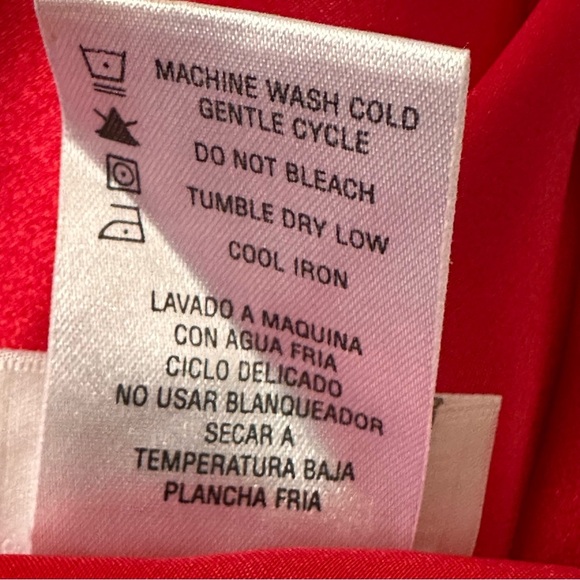 MACHINE WASH COLD
GENTLE CYCLE
DO NOT BLEACH
TUMBLE DRY LOW
COOL IRON
LAVADO A MAQUINA
CON AGUA FRIA
CICLO DELICADO
NO USAR BLANQUEADOR
SECAR A
TEMPERATURA BAJA
PLANCHA FRIA